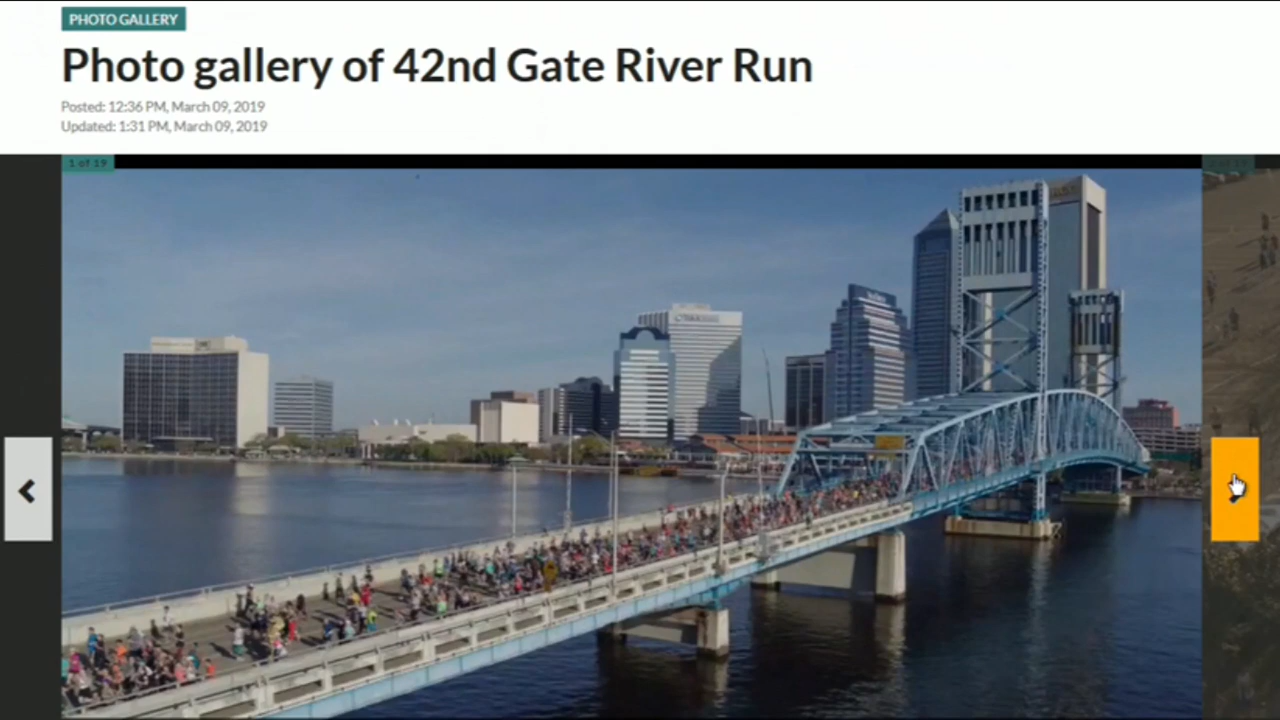 PHOTO GALLERY
Photo gallery of 42nd Gate River Run
Posted: 12:36 PM, March 09, 2019
Updated: 1:31 PM, March 09, 2019
1 of 19